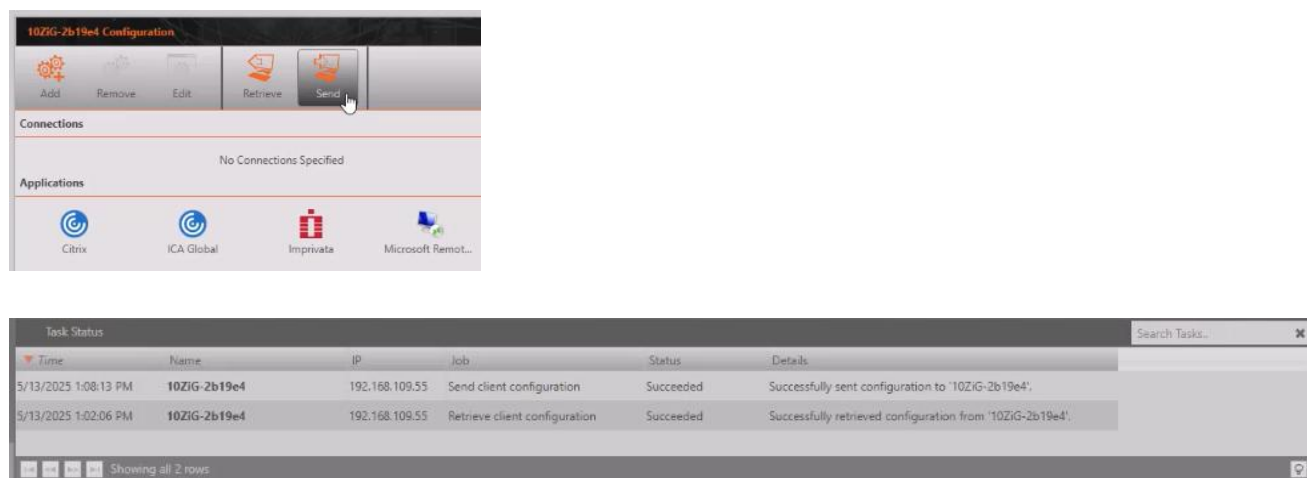 10ZiG-2b19e4 Configuration
Add Remove Edit Retrieve Send
Connections
No Connections Specified
Applications
Citrix ICA Global Imprivata Microsoft Remot...
Task Status Search Tasks..
Time Name IP Job Status Details
5/13/2025 1:08:13 PM 10ZiG-2b19e4 192.168.109.55 Send client configuration Succeeded Successfully sent configuration to '10ZiG-2b19e4'.
5/13/2025 1:02:06 PM 10ZiG-2b19e4 192.168.109.55 Retrieve client configuration Succeeded Successfully retrieved configuration from '10ZiG-2b19e4'.
Showing all 2 rows